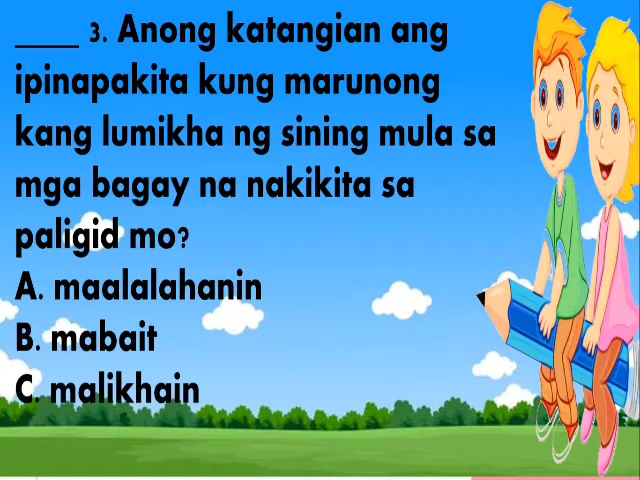 ____ 3. Anong katangian ang
ipinapakita kung marunong
kang lumikha ng sining mula sa
mga bagay na nakikita sa
paligid mo?
A. maalalahanin
B. mabait
C. malikhain